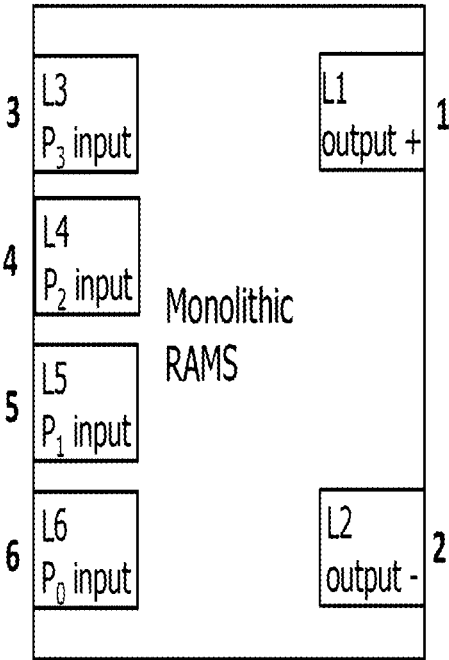 3
L3
P₃ input
L1
output +
1
4
L4
P₂ input
Monolithic
RAMS
5
L5
P₁ input
6
L6
P₀ input
L2
output -
2